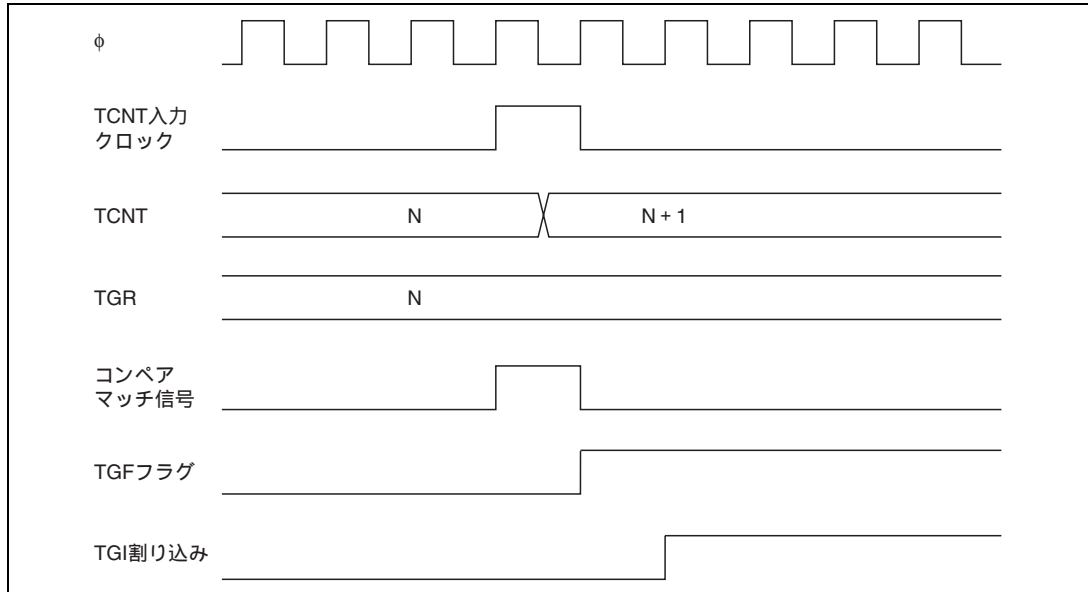 φ
TCNT入力
クロック
TCNT
N
N + 1
TGR
N
コンペア
マッチ信号
TGFフラグ
TGI割り込み